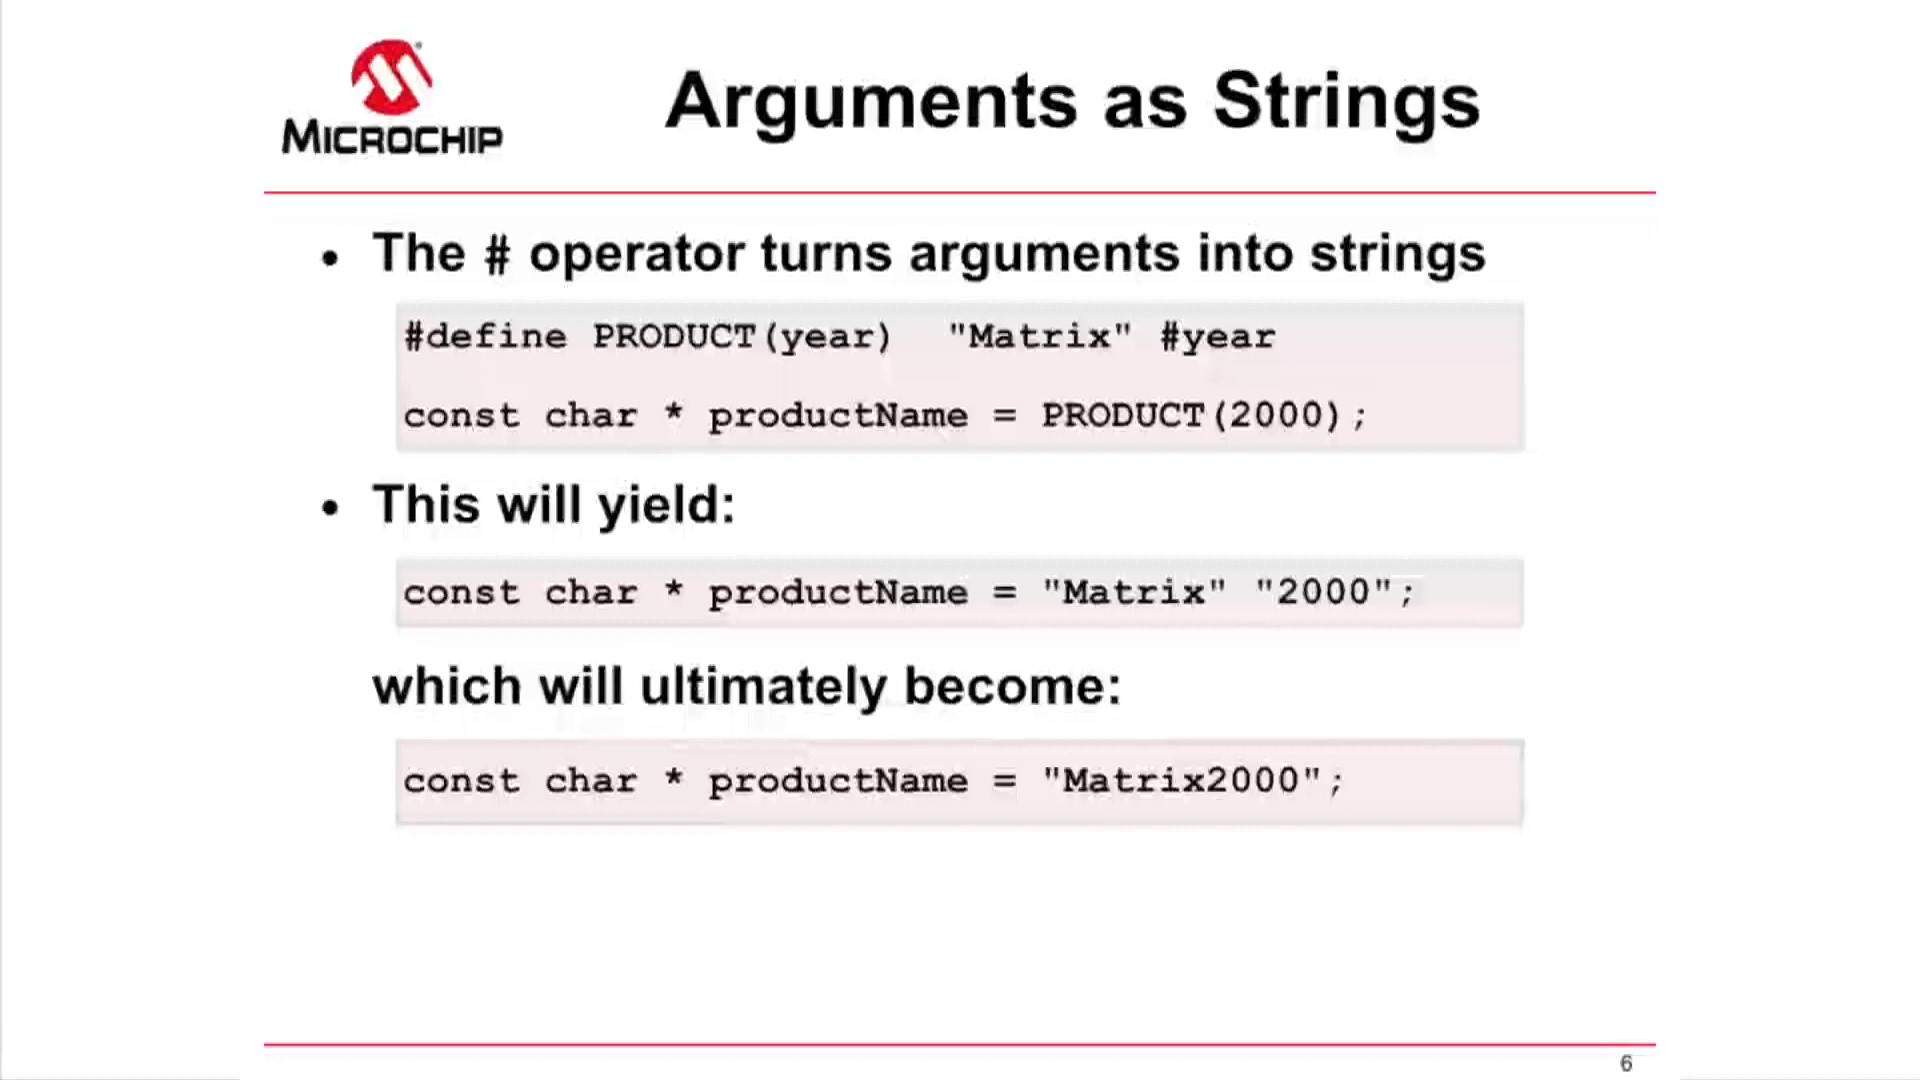 MICROCHIP
Arguments as Strings
• The # operator turns arguments into strings
#define PRODUCT(year)  "Matrix" #year
const char * productName = PRODUCT(2000);
• This will yield:
const char * productName = "Matrix" "2000";
which will ultimately become:
const char * productName = "Matrix2000";
6